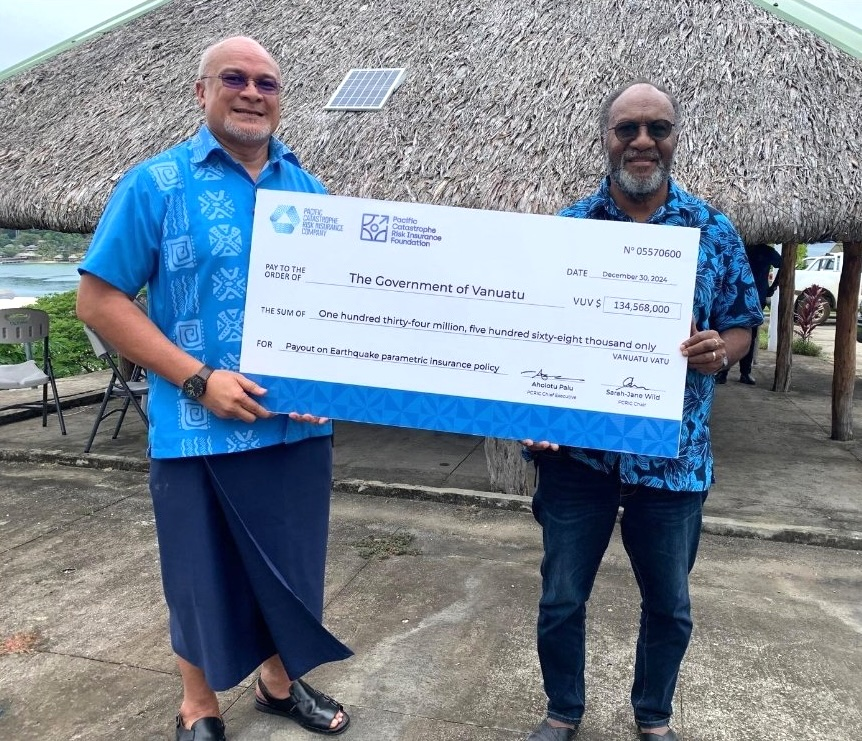 PACIFIC
CATASTROPHE
RISK INSURANCE
COMPANY
Pacific
Catastrophe
Risk Insurance
Foundation
Nº 05570600
PAY TO THE
ORDER OF
The Government of Vanuatu
DATE December 30, 2024
VUV $ 134,568,000
THE SUM OF One hundred thirty-four million, five hundred sixty-eight thousand only
VANUATU VATU
FOR Payout on Earthquake parametric insurance policy
Aholotu Palu
PCRIC Chief Executive
Sarah-Jane Wild
PCRIC Chair